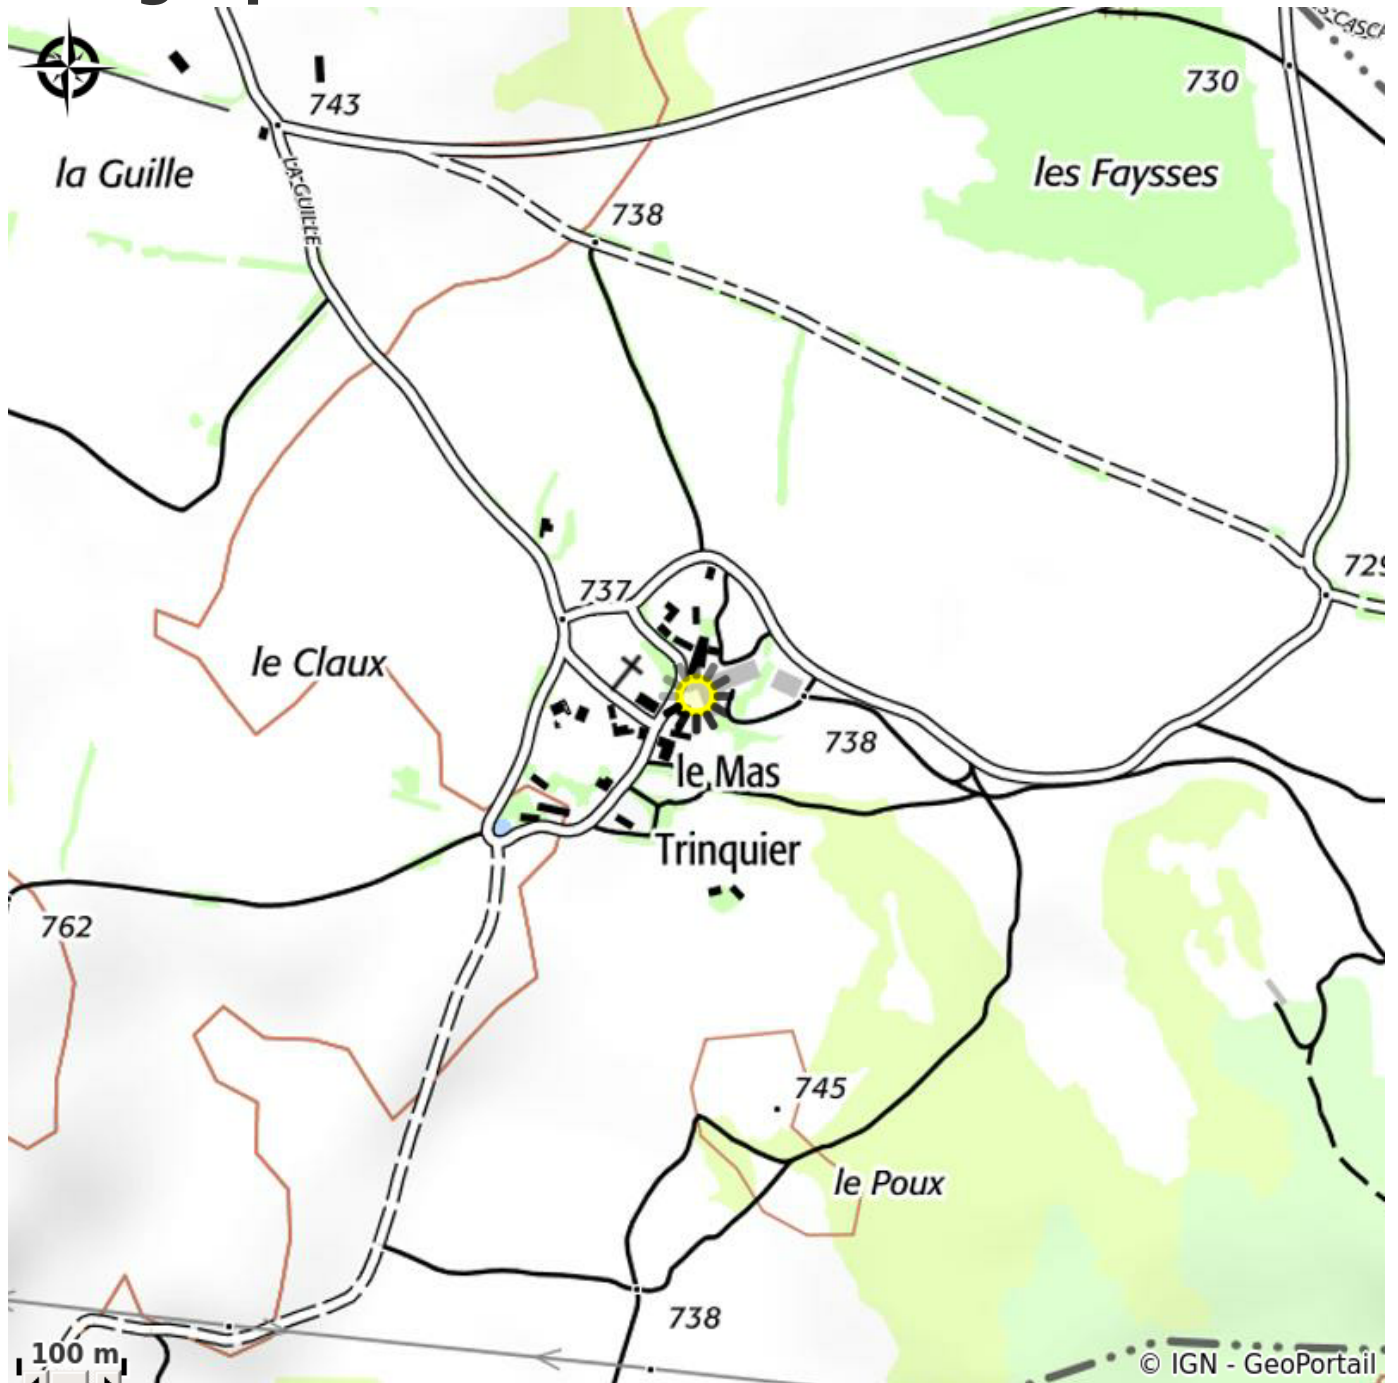 743
730
la Guille
les Faysses
LA GUILLE
738
737
729
le Claux
738
le Mas
Trinquier
762
745
le Poux
738
100 m
© IGN - GeoPortail